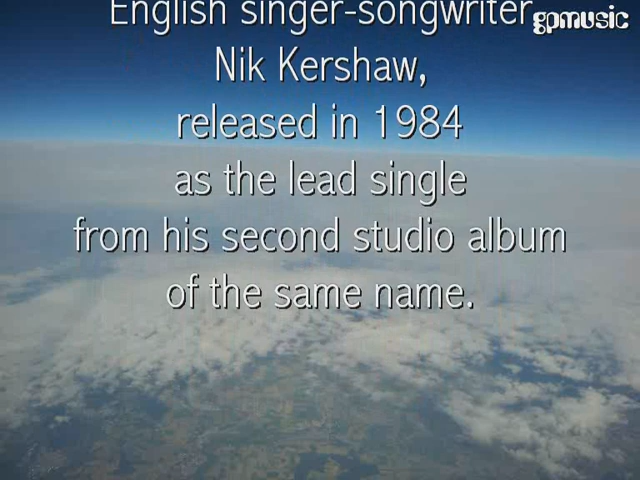 English singer-songwriter
gpmusic
Nik Kershaw,
released in 1984
as the lead single
from his second studio album
of the same name.